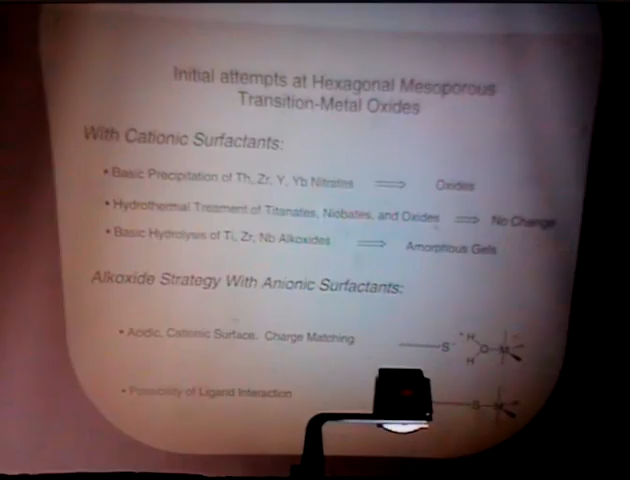 Initial attempts at Hexagonal Mesoporous
Transition-Metal Oxides
With Cationic Surfactants:
• Basic Precipitation of Th, Zr, Y, Yb Nitrates ⟹ Oxides
• Hydrothermal Treament of Titanates, Niobates, and Oxides ⟹ No Change
• Basic Hydrolysis of Ti, Zr, Nb Alkoxides ⟹ Amorphous Gels
Alkoxide Strategy With Anionic Surfactants:
• Acidic, Cationic Surface, Charge Matching
S⁻ H O M H
• Possibility of Ligand Interaction
S M